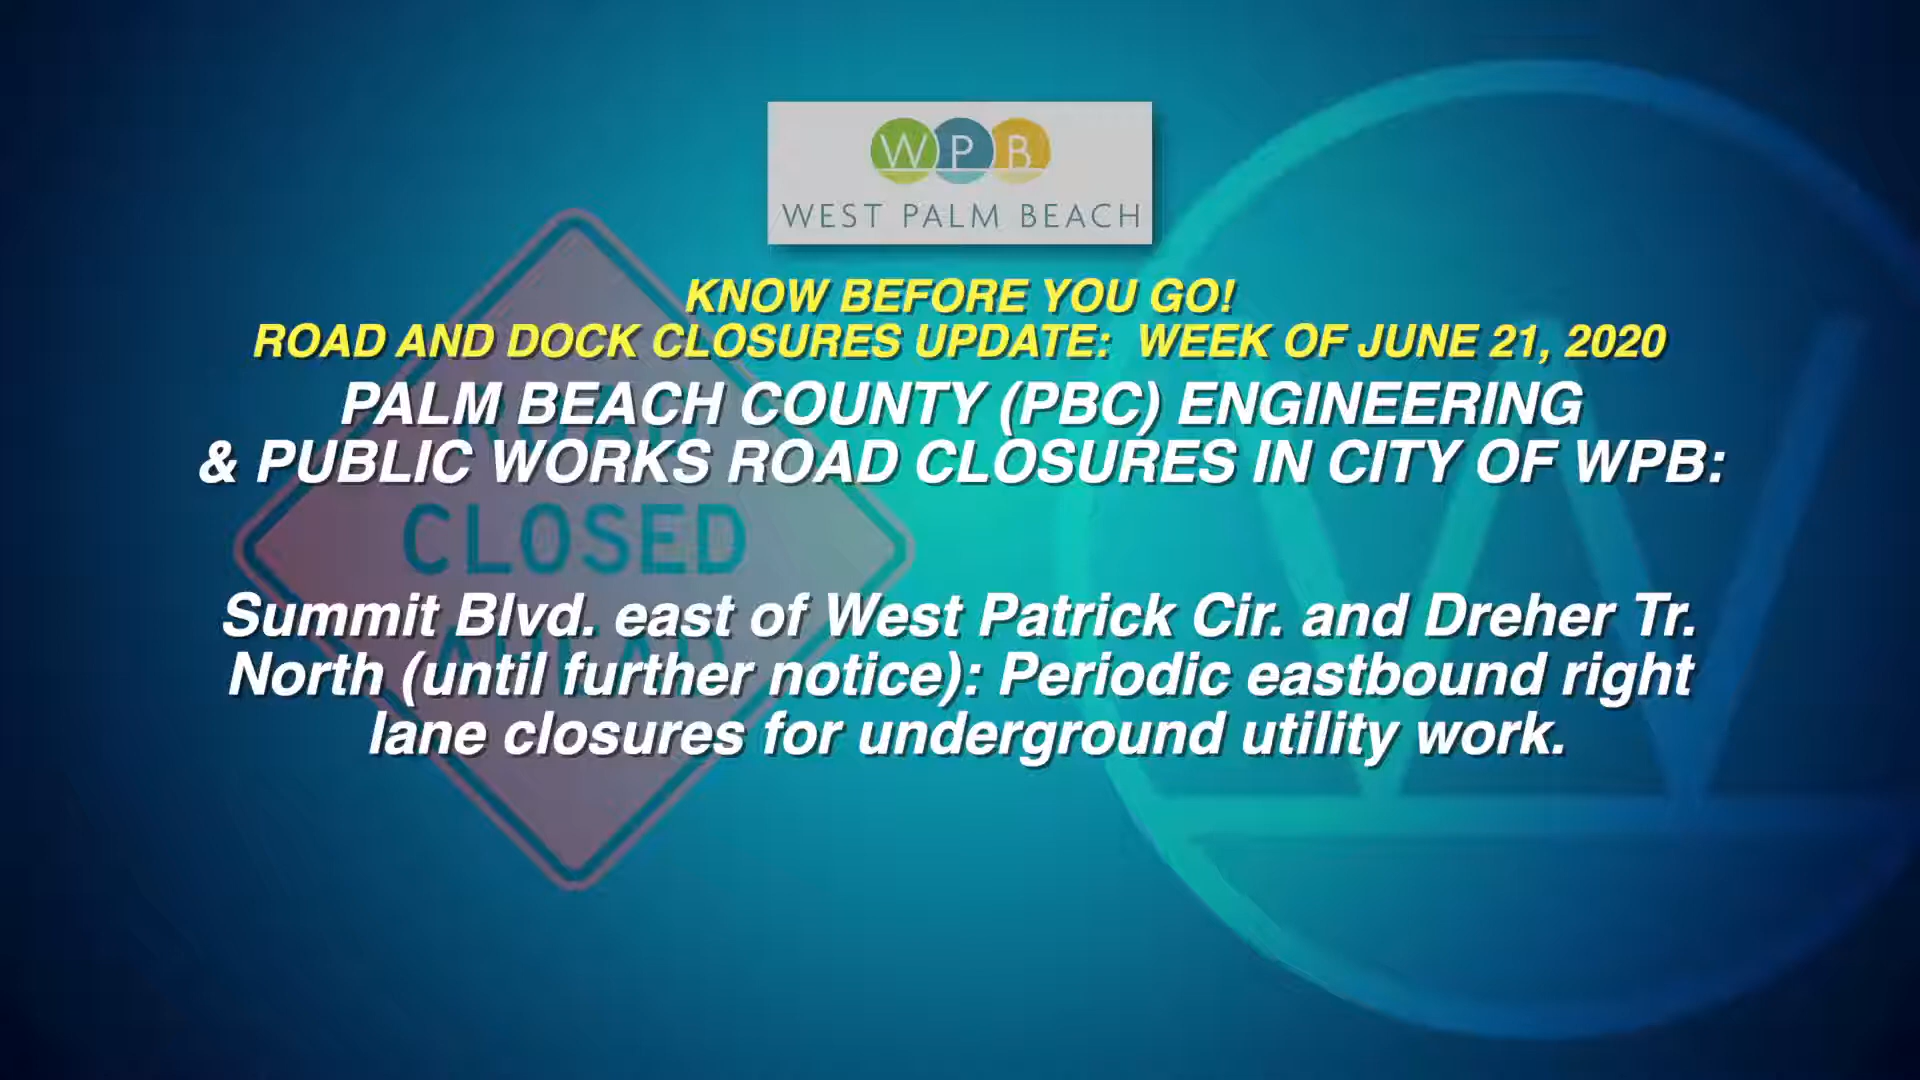 WPB
WEST PALM BEACH
KNOW BEFORE YOU GO!
ROAD AND DOCK CLOSURES UPDATE: WEEK OF JUNE 21, 2020
PALM BEACH COUNTY (PBC) ENGINEERING
& PUBLIC WORKS ROAD CLOSURES IN CITY OF WPB:
CLOSED
Summit Blvd. east of West Patrick Cir. and Dreher Tr.
North (until further notice): Periodic eastbound right
lane closures for underground utility work.
W